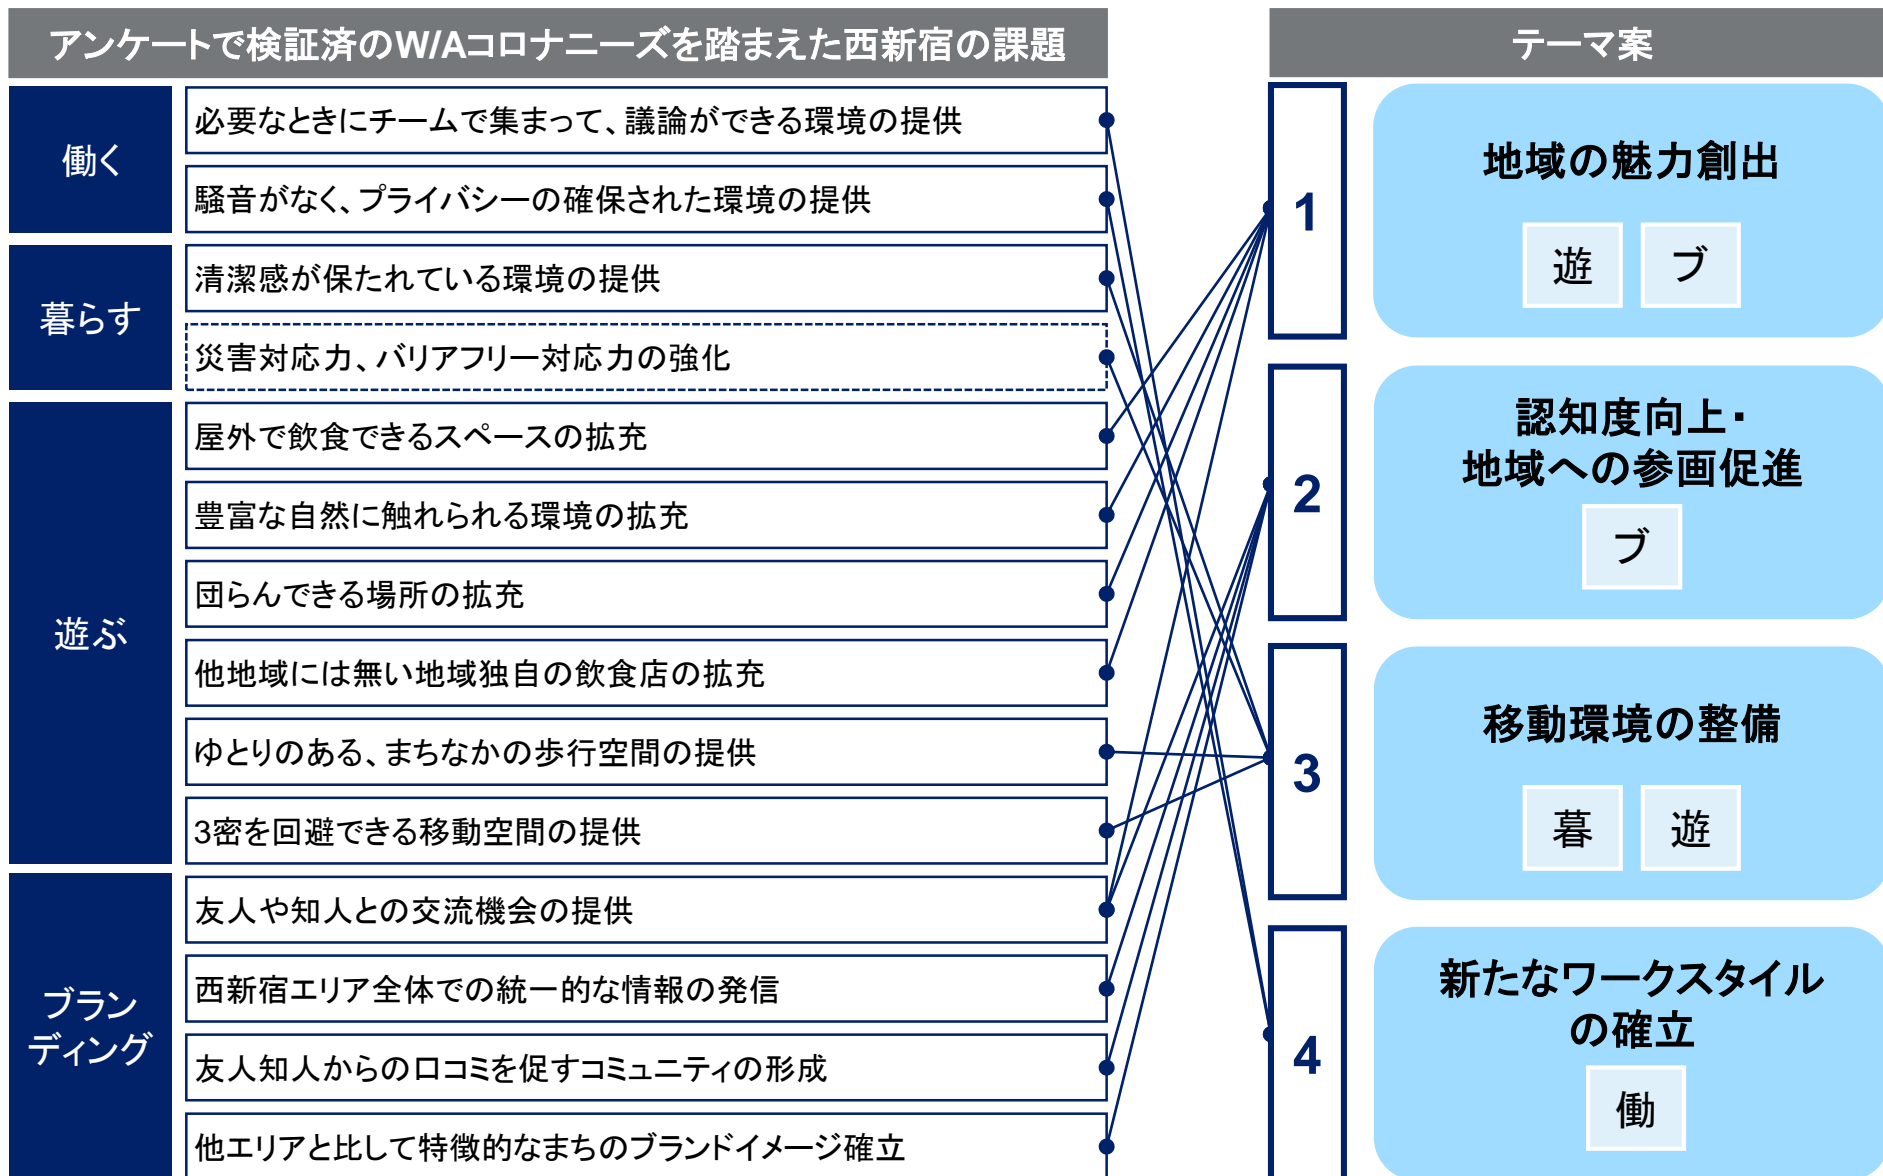 アンケートで検証済のW/Aコロナニーズを踏まえた西新宿の課題
働く
必要なときにチームで集まって、議論ができる環境の提供
騒音がなく、プライバシーの確保された環境の提供
暮らす
清潔感が保たれている環境の提供
災害対応力、バリアフリー対応力の強化
遊ぶ
屋外で飲食できるスペースの拡充
豊富な自然に触れられる環境の拡充
団らんできる場所の拡充
他地域には無い地域独自の飲食店の拡充
ゆとりのある、まちなかの歩行空間の提供
3密を回避できる移動空間の提供
ブラン
ディング
友人や知人との交流機会の提供
西新宿エリア全体での統一的な情報の発信
友人知人からの口コミを促すコミュニティの形成
他エリアと比して特徴的なまちのブランドイメージ確立
テーマ案
1
地域の魅力創出
遊 ブ
2
認知度向上・
地域への参画促進
ブ
3
移動環境の整備
暮 遊
4
新たなワークスタイル
の確立
働